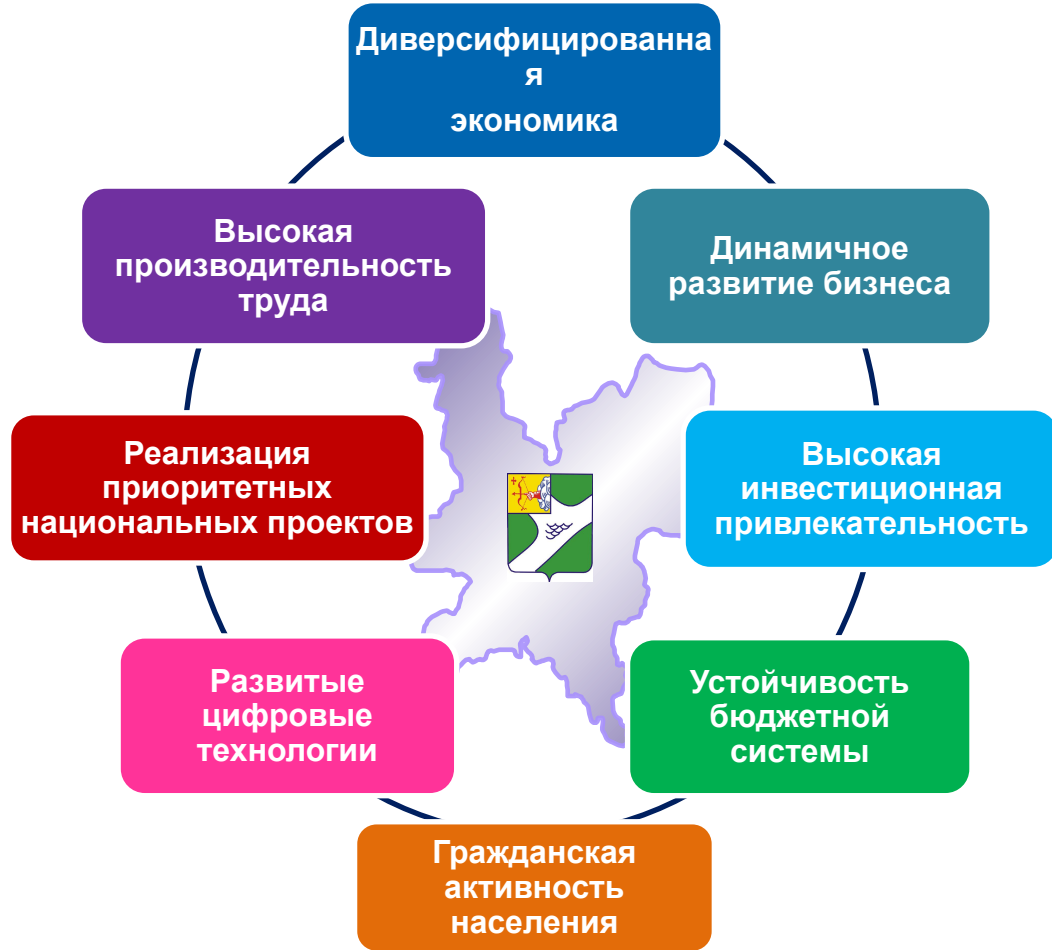 Диверсифицированна
я
экономика
Высокая
производительность
труда
Динамичное
развитие бизнеса
Реализация
приоритетных
национальных проектов
Высокая
инвестиционная
привлекательность
Развитые
цифровые
технологии
Устойчивость
бюджетной
системы
Гражданская
активность
населения